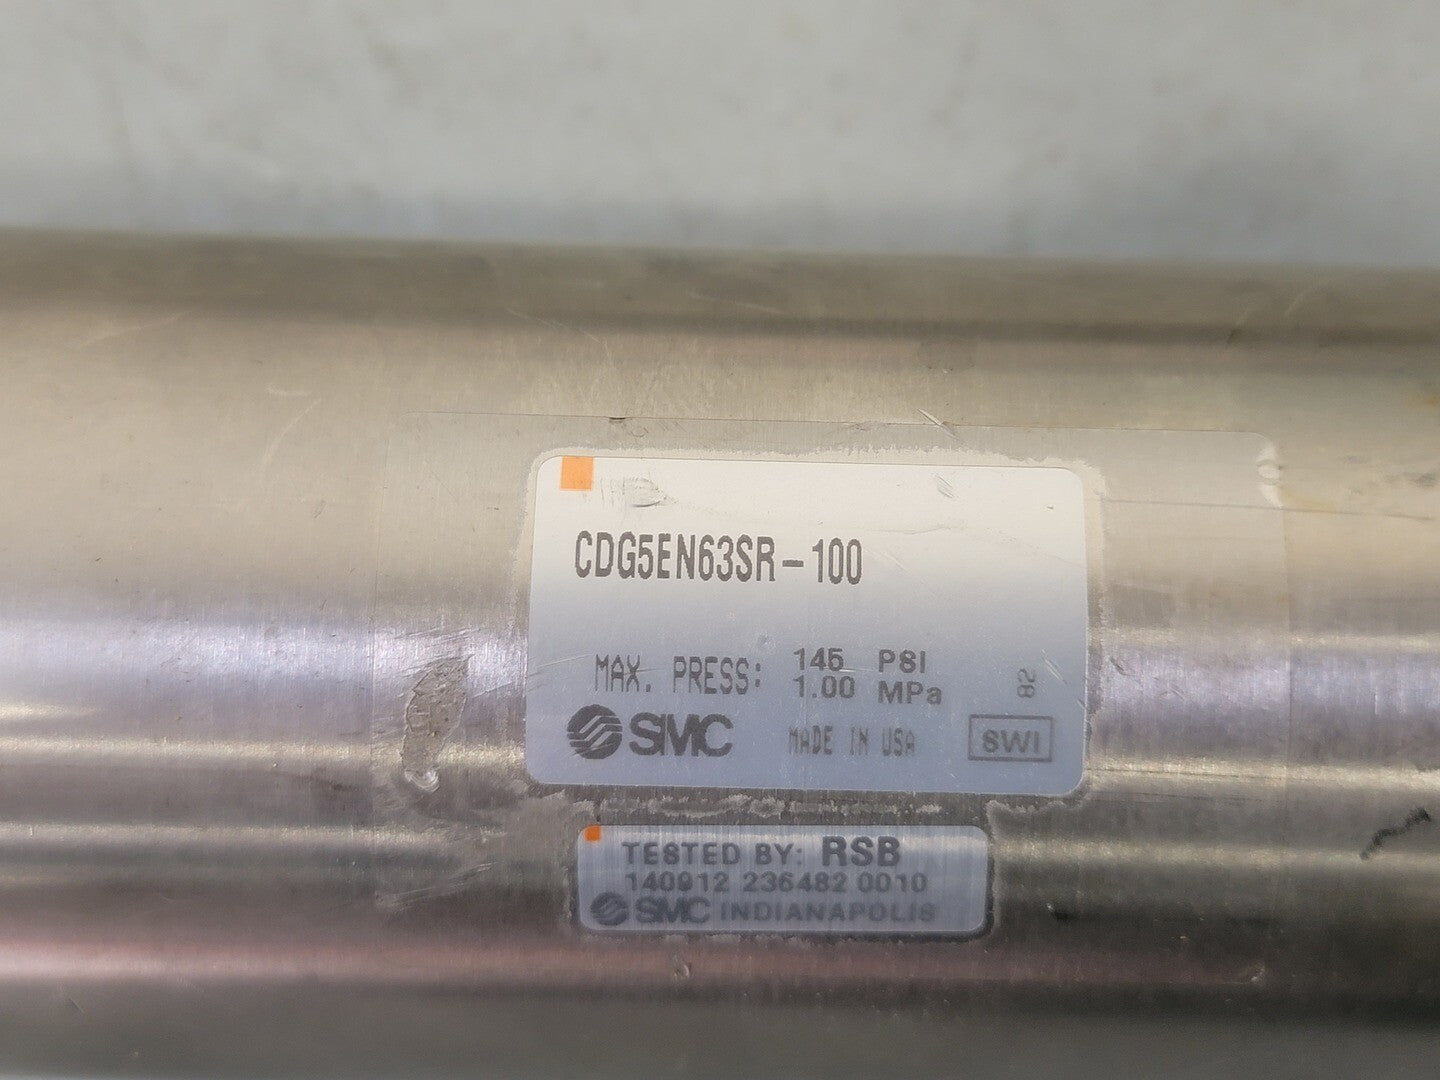 CDG5EN63SR-100
MAX. PRESS: 145 PSI
1.00 MPa
82
SMC MADE IN USA SWI
TESTED BY: RSB
140912 236482 0010
SMC INDIANAPOLIS